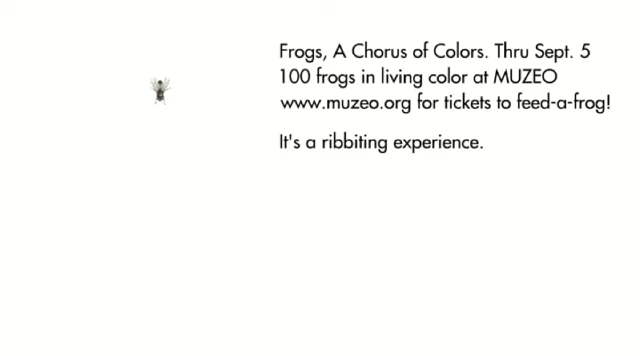 Frogs, A Chorus of Colors. Thru Sept. 5
100 frogs in living color at MUZEO
www.muzeo.org for tickets to feed-a-frog!
It's a ribbiting experience.